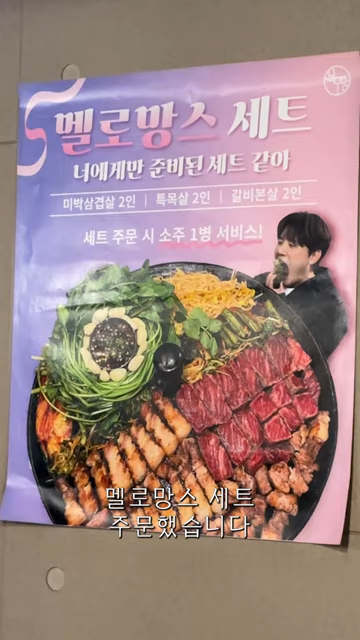 멜로망스 세트
너에게만 준비된 세트 같아
미박삼겹살 2인 | 특목살 2인 | 갈비본살 2인
세트 주문 시 소주 1병 서비스!
멜로망스 세트
주문했습니다